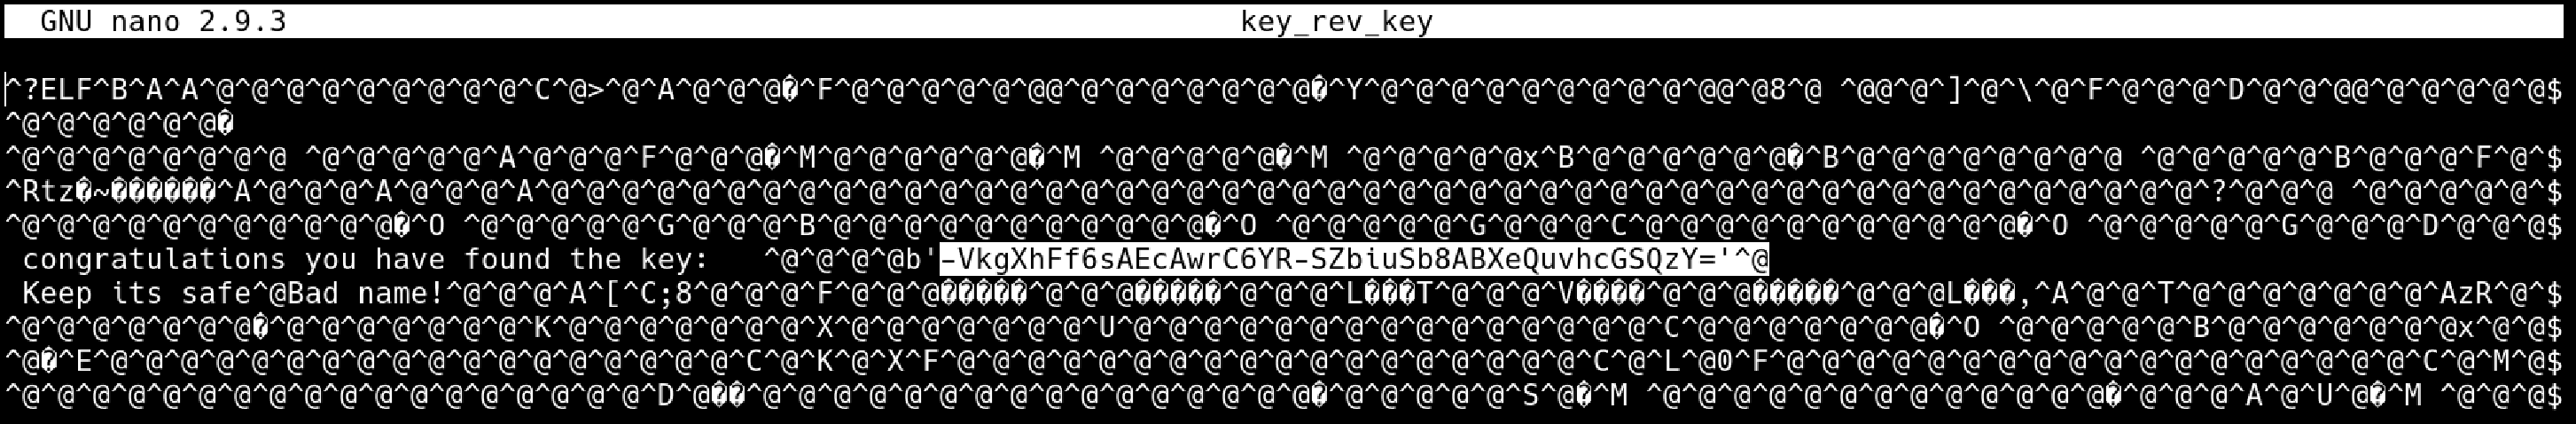 GNU nano 2.9.3 key_rev_key
^?ELF^B^A^A^@^@^@^@^@^@^@^@^@^C^@>^@^A^@^@^@�^F^@^@^@^@^@^@@^@^@^@^@^@^@^@�^Y^@^@^@^@^@^@^@^@^@^@@^@8^@ ^@@^@^]^@^\^@^F^@^@^@^D^@^@^@@^@^@^@^@^@$
^@^@^@^@^@^@�
^@^@^@^@^@^@^@^@ ^@^@^@^@^@^A^@^@^@^F^@^@^@�^M^@^@^@^@^@^@�^M ^@^@^@^@^@�^M ^@^@^@^@^@x^B^@^@^@^@^@^@�^B^@^@^@^@^@^@^@^@ ^@^@^@^@^@^B^@^@^@^F^@^$
^Rtz�~������^A^@^@^@^A^@^@^@^A^@^@^@^@^@^@^@^@^@^@^@^@^@^@^@^@^@^@^@^@^@^@^@^@^@^@^@^@^@^@^@^@^@^@^@^@^@^@^@^?^@^@^@ ^@^@^@^@^@^$
^@^@^@^@^@^@^@^@^@^@^@�^O ^@^@^@^@^@^G^@^@^@^B^@^@^@^@^@^@^@^@^@^@^@�^O ^@^@^@^@^@^G^@^@^@^C^@^@^@^@^@^@^@^@^@^@^@�^O ^@^@^@^@^@^G^@^@^@^D^@^@^@$
congratulations you have found the key: ^@^@^@^@b'-VkgXhFf6sAEcAwrC6YR-SZbiuSb8ABXeQuvhcGSQzY='^@
Keep its safe^@Bad name!^@^@^@^A^[^C;8^@^@^@^F^@^@^@�����^@^@^@�����^@^@^@^L���T^@^@^@^V����^@^@^@�����^@^@^@L���,^A^@^@^T^@^@^@^@^@^@^@^AzR^@^$
^@^@^@^@^@^@^@�^@^@^@^@^@^@^@^K^@^@^@^@^@^@^@^X^@^@^@^@^@^@^@^U^@^@^@^@^@^@^@^@^@^@^@^@^@^@^@^C^@^@^@^@^@^@^@�^O ^@^@^@^@^@^B^@^@^@^@^@^@^@x^@^@$
^@�^E^@^@^@^@^@^@^@^@^@^@^@^@^@^@^@^@^@^@^C^@^K^@^X^F^@^@^@^@^@^@^@^@^@^@^@^@^@^@^@^@^@^@^C^@^L^@0^F^@^@^@^@^@^@^@^@^@^@^@^@^@^@^@^@^@^@^C^@^M^@$
^@^@^@^@^@^@^@^@^@^@^@^@^@^@^@^@^@^@^D^@��^@^@^@^@^@^@^@^@^@^@^@^@^@^@^@^@�^@^@^@^@^@^S^@�^M ^@^@^@^@^@^@^@^@^@^@^@^@^@�^@^@^@^A^@^U^@�^M ^@^@^@$